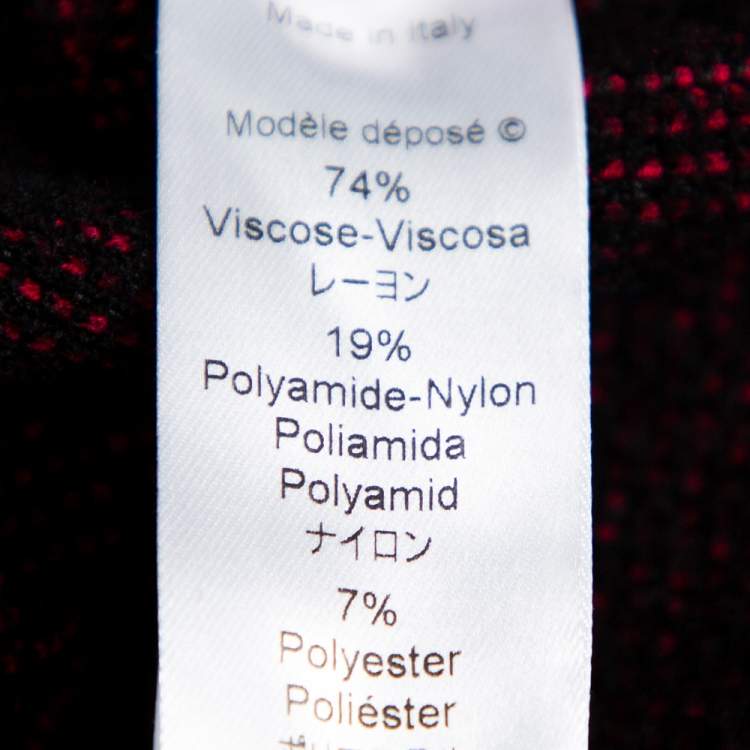 Made in Italy
Modèle déposé ©
74%
Viscose-Viscosa
レーヨン
19%
Polyamide-Nylon
Poliamida
Polyamid
ナイロン
7%
Polyester
Poliéster